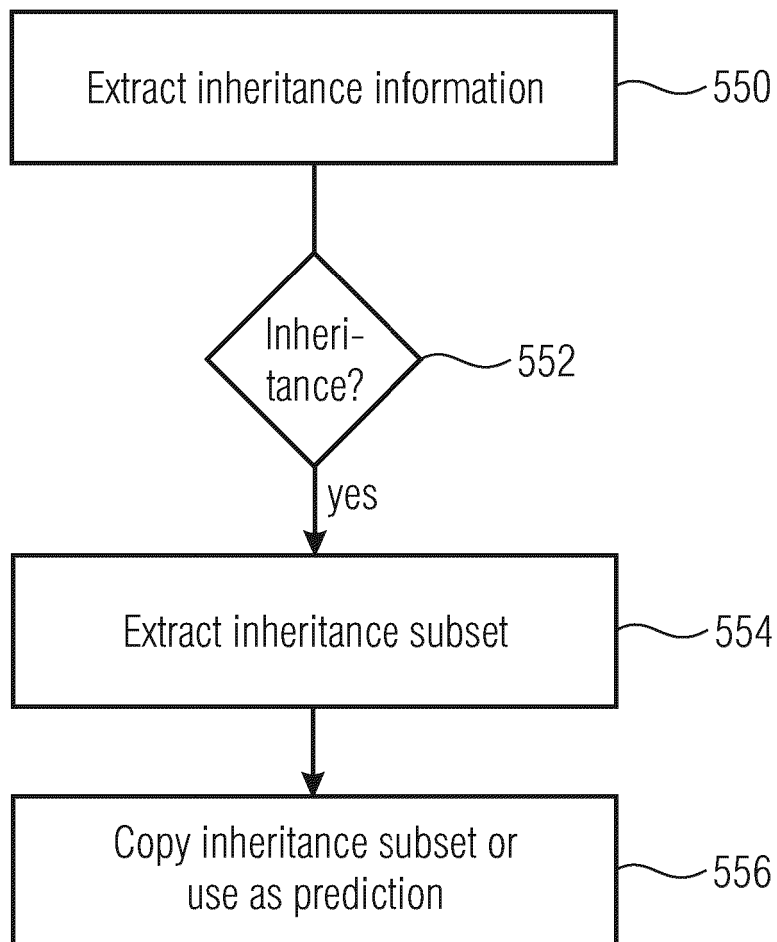 Extract inheritance information
550
Inheri-
tance?
552
yes
Extract inheritance subset
554
Copy inheritance subset or
use as prediction
556